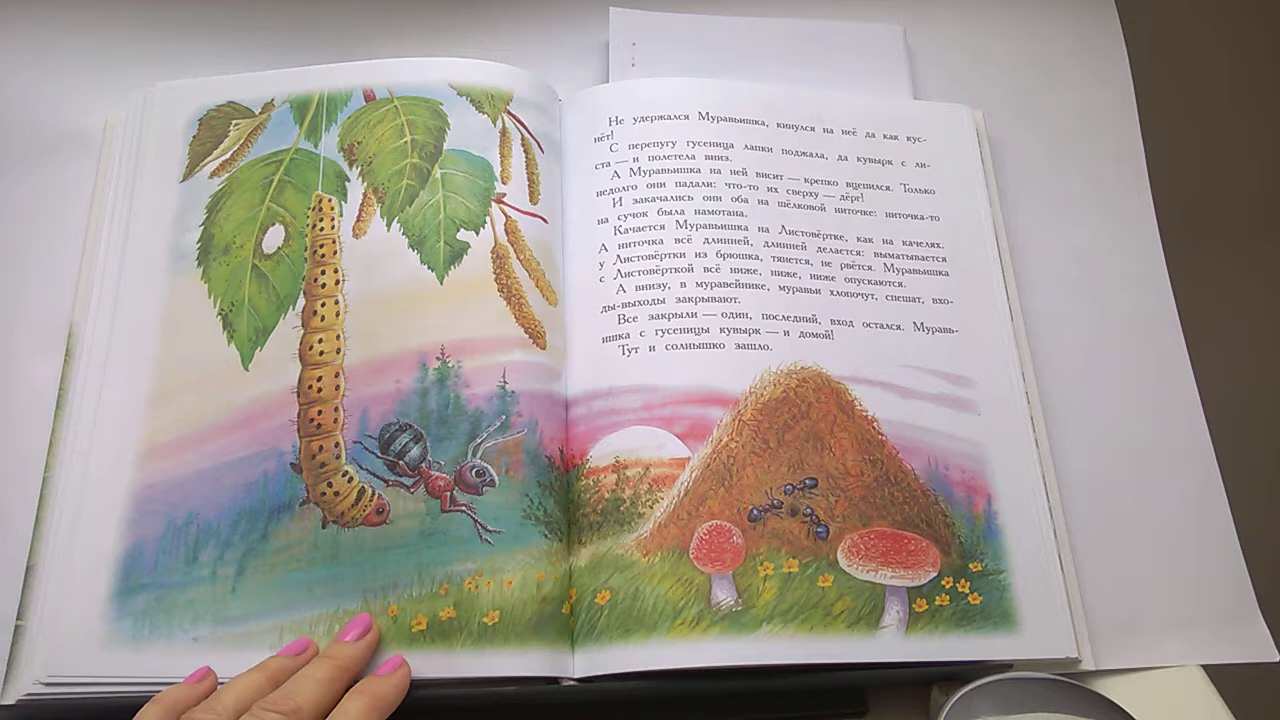 Не удержался Муравьишка, кинулся на неё да как кус-
нёт!
С перепугу гусеница лапки поджала, да кувырк с ли-
ста — и полетела вниз.
А Муравьишка на ней висит — крепко вцепился. Только
недолго они падали: что-то их сверху — дёрг!
И закачались они оба на шёлковой ниточке: ниточка-то
на сучок была намотана.
Качается Муравьишка на Листовёртке, как на качелях.
А ниточка всё длинней, длинней делается: выматывается
у Листовёртки из брюшка, тянется, не рвётся. Муравьишка
с Листовёрткой всё ниже, ниже, ниже опускаются.
А внизу, в муравейнике, муравьи хлопочут, спешат, вхо-
ды-выходы закрывают.
Все закрыли — один, последний, вход остался. Муравь-
ишка с гусеницы кувырк — и домой!
Тут и солнышко зашло.